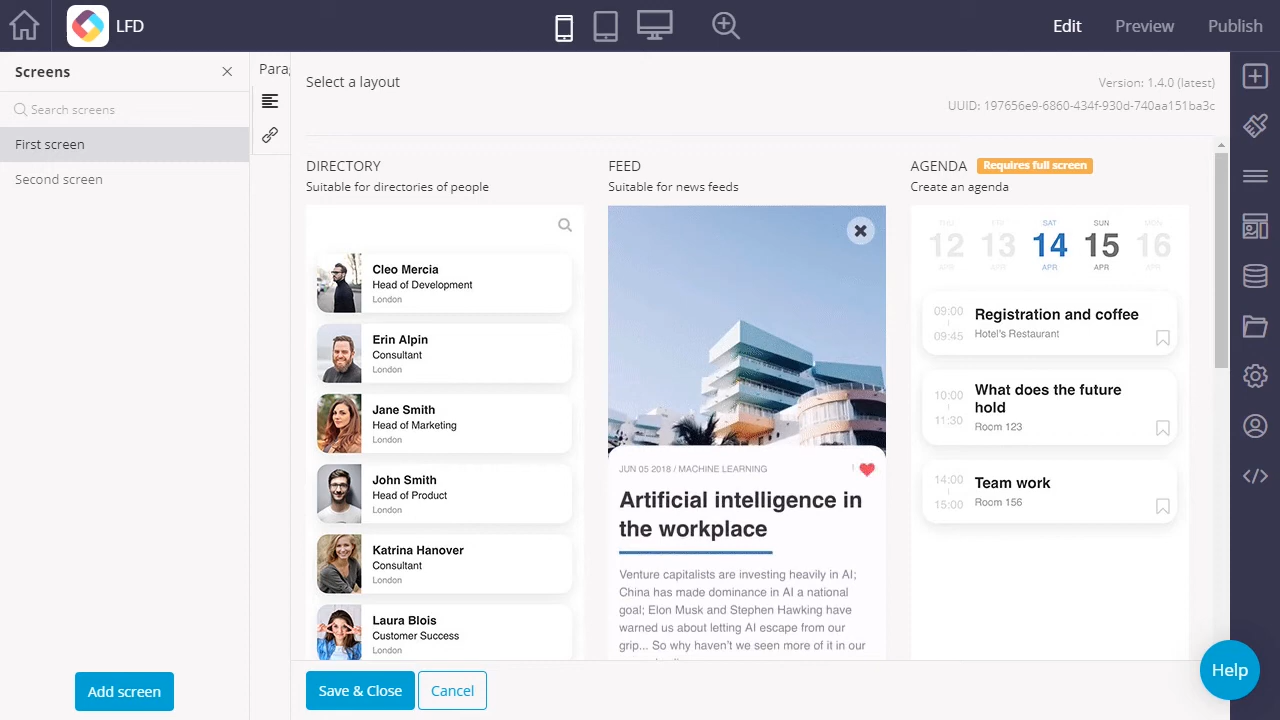 LFD
Edit
Preview
Publish
Screens
Search screens
First screen
Second screen
Add screen
Select a layout
Version: 1.4.0 (latest)
UUID: 197656e9-6860-434f-930d-740aa151ba3c
DIRECTORY
Suitable for directories of people
Cleo Mercia
Head of Development
London
Erin Alpin
Consultant
London
Jane Smith
Head of Marketing
London
John Smith
Head of Product
London
Katrina Hanover
Consultant
London
Laura Blois
Customer Success
London
FEED
Suitable for news feeds
JUN 05 2018 / MACHINE LEARNING
Artificial intelligence in
the workplace
Venture capitalists are investing heavily in AI;
China has made dominance in AI a national
goal; Elon Musk and Stephen Hawking have
warned us about letting AI escape from our
grip... So why haven't we seen more of it in our
AGENDA Requires full screen
Create an agenda
THU FRI SAT SUN MON
12 13 14 15 16
APR APR APR APR APR
09:00
09:45
Registration and coffee
Hotel's Restaurant
10:00
11:30
What does the future
hold
Room 123
14:00
15:00
Team work
Room 156
Save & Close
Cancel
Help